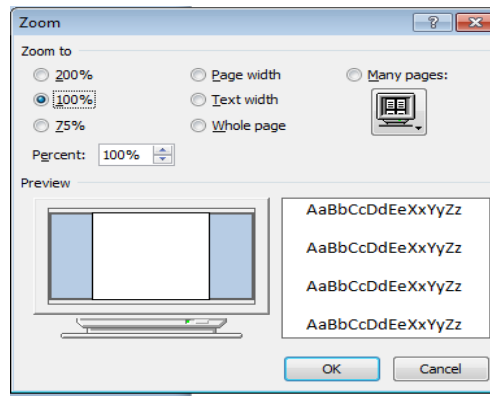 Zoom
Zoom to
200% Page width Many pages:
100% Text width
75% Whole page
Percent: 100%
Preview
AaBbCcDdEeXxYyZz
AaBbCcDdEeXxYyZz
AaBbCcDdEeXxYyZz
AaBbCcDdEeXxYyZz
OK Cancel